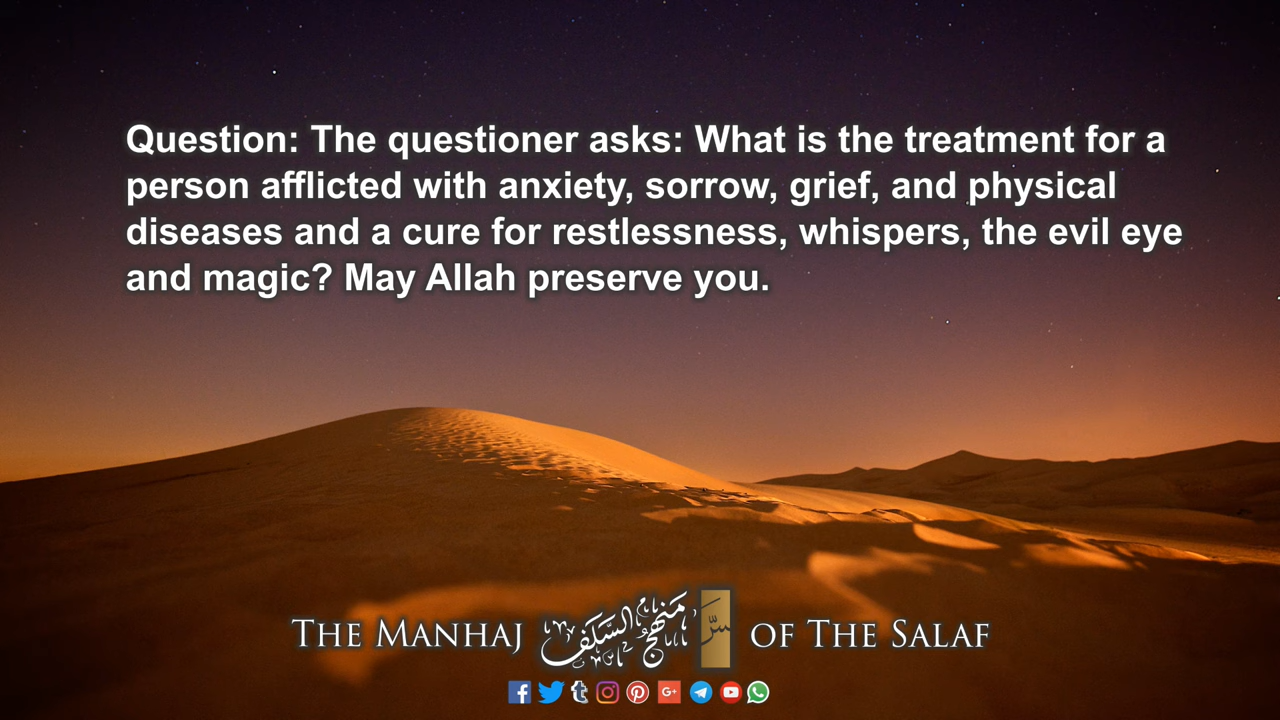 Question: The questioner asks: What is the treatment for a
person afflicted with anxiety, sorrow, grief, and physical
diseases and a cure for restlessness, whispers, the evil eye
and magic? May Allah preserve you.
THE MANHAJ منهج السلف OF THE SALAF